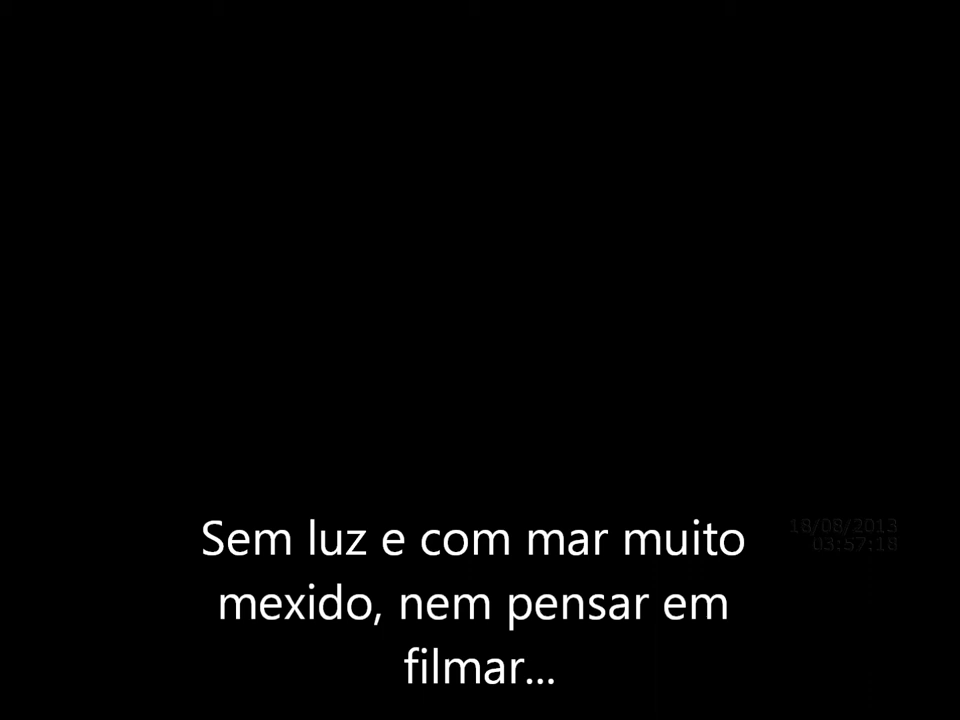 Sem luz e com mar muito
mexido, nem pensar em
filmar...
18/08/2013
03:57:18